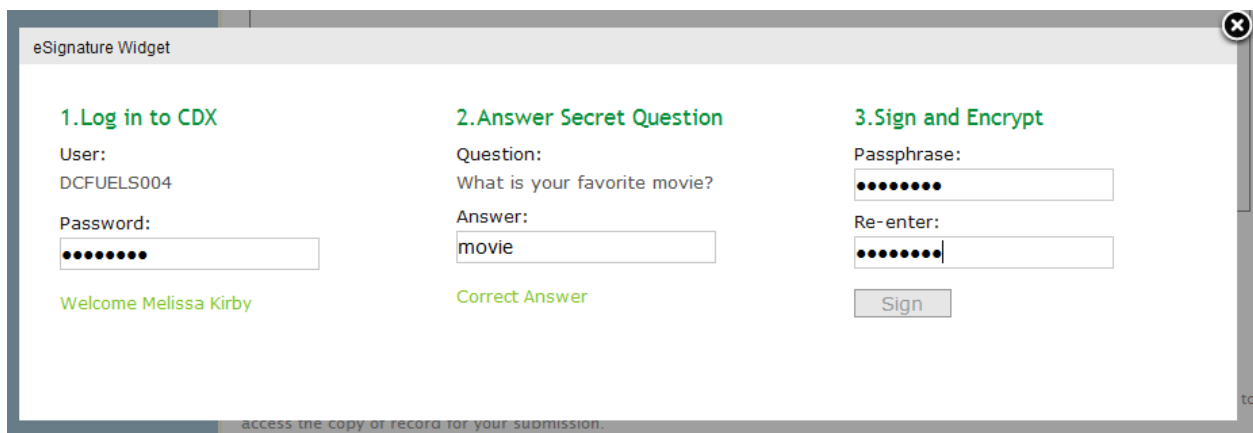 eSignature Widget
1.Log in to CDX
User:
DCFUELS004
Password:
••••••••
Welcome Melissa Kirby
2.Answer Secret Question
Question:
What is your favorite movie?
Answer:
movie
Correct Answer
3.Sign and Encrypt
Passphrase:
••••••••
Re-enter:
••••••••
Sign
to
access the copy of record for your submission.